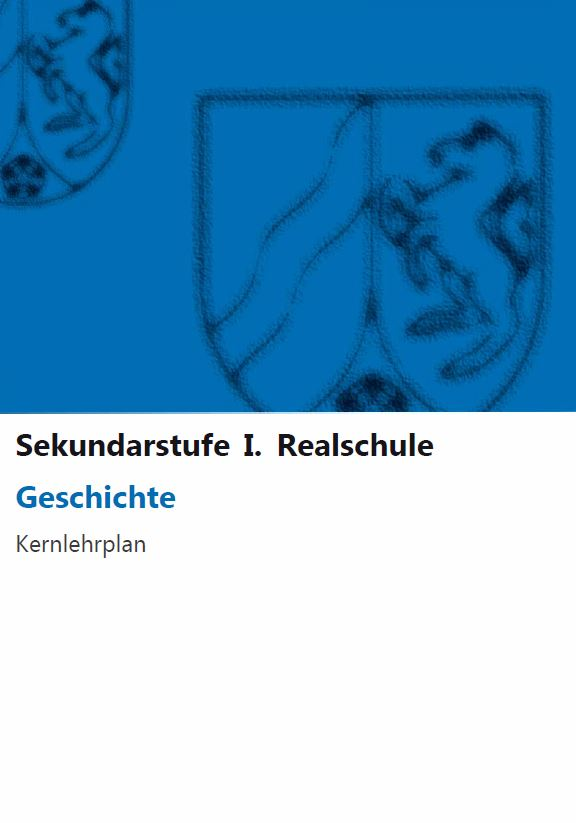 Sekundarstufe I. Realschule
Geschichte
Kernlehrplan